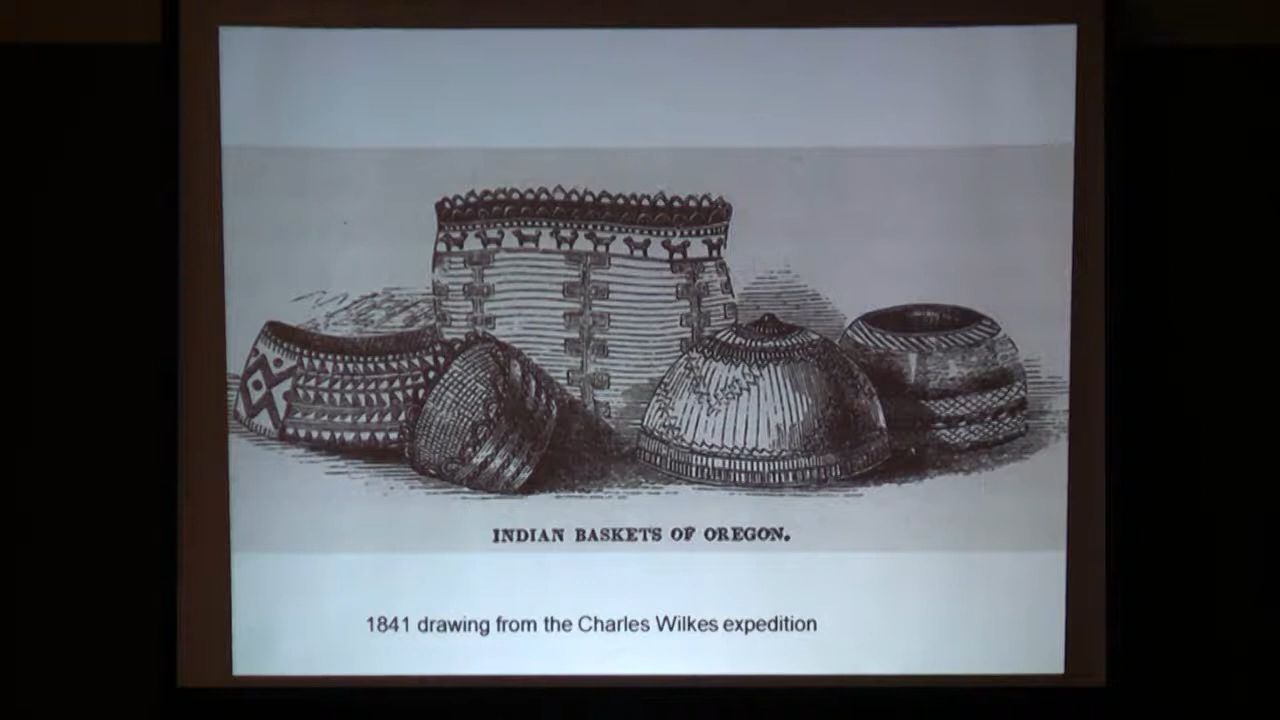 INDIAN BASKETS OF OREGON.
1841 drawing from the Charles Wilkes expedition